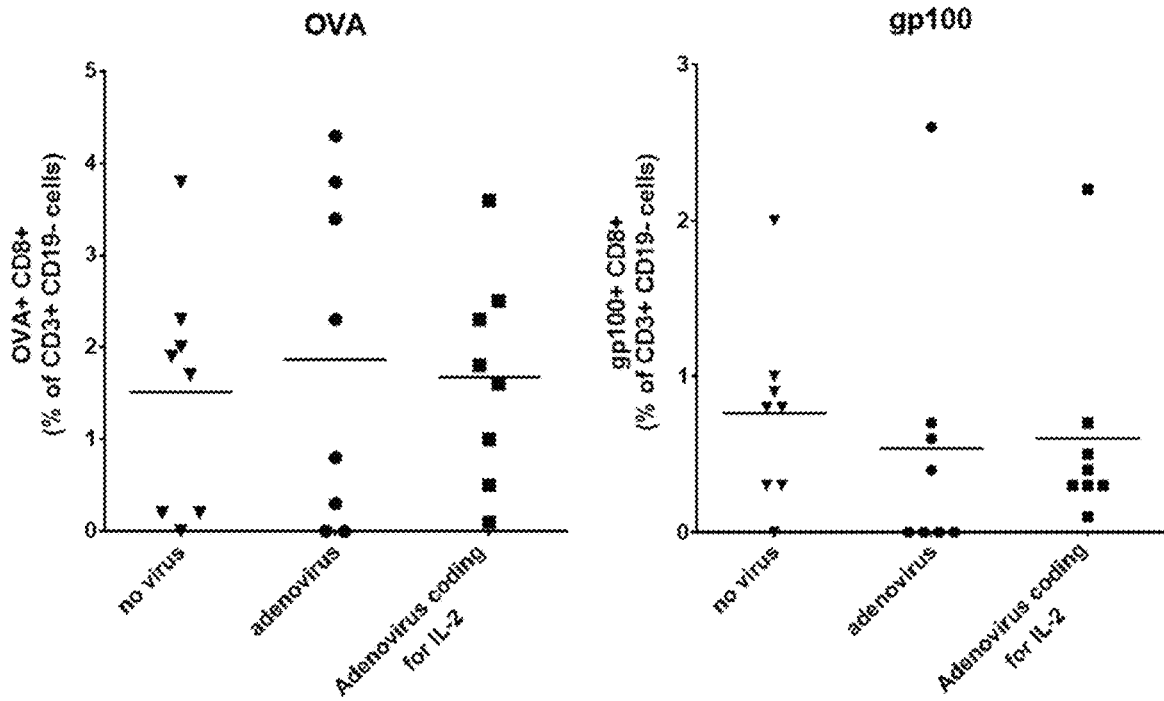 OVA
OVA+ CD8+
(% of CD3+ CD19- cells)
5
4
3
2
1
0
no virus
adenovirus
Adenovirus coding
for IL-2
gp100
gp100+ CD8+
(% of CD3+ CD19- cells)
3
2
1
0
no virus
adenovirus
Adenovirus coding
for IL-2